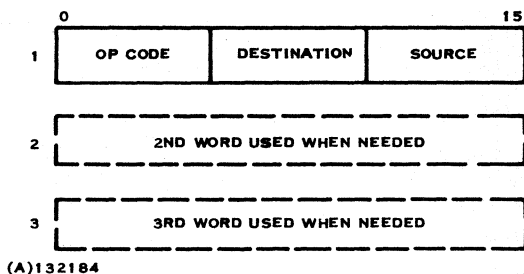 0 15
1 OP CODE DESTINATION SOURCE
2 2ND WORD USED WHEN NEEDED
3 3RD WORD USED WHEN NEEDED
(A)132184